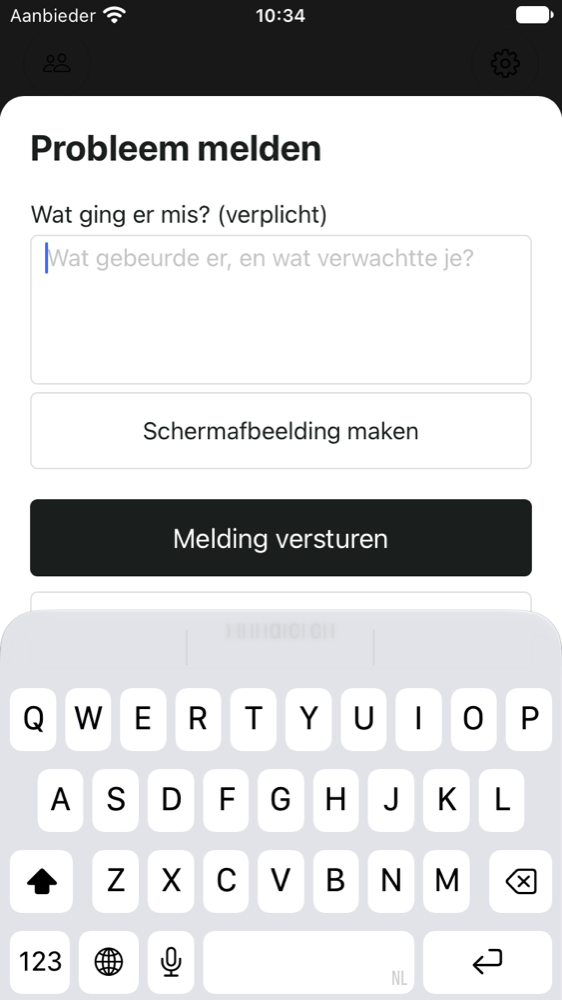 Aanbieder 10:34
Probleem melden
Wat ging er mis? (verplicht)
Wat gebeurde er, en wat verwachtte je?
Schermafbeelding maken
Melding versturen
Q W E R T Y U I O P
A S D F G H J K L
Z X C V B N M
123 NL